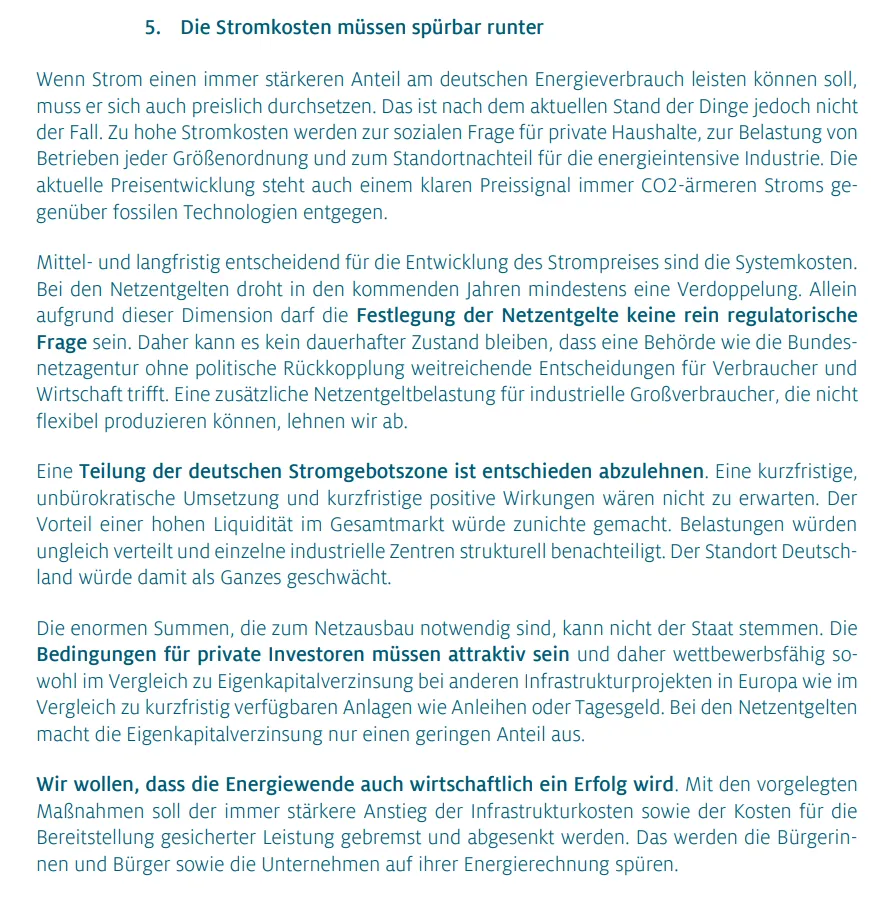 5. Die Stromkosten müssen spürbar runter
Wenn Strom einen immer stärkeren Anteil am deutschen Energieverbrauch leisten können soll,
muss er sich auch preislich durchsetzen. Das ist nach dem aktuellen Stand der Dinge jedoch nicht
der Fall. Zu hohe Stromkosten werden zur sozialen Frage für private Haushalte, zur Belastung von
Betrieben jeder Größenordnung und zum Standortnachteil für die energieintensive Industrie. Die
aktuelle Preisentwicklung steht auch einem klaren Preissignal immer CO2-ärmeren Stroms ge-
genüber fossilen Technologien entgegen.
Mittel- und langfristig entscheidend für die Entwicklung des Strompreises sind die Systemkosten.
Bei den Netzentgelten droht in den kommenden Jahren mindestens eine Verdoppelung. Allein
aufgrund dieser Dimension darf die Festlegung der Netzentgelte keine rein regulatorische
Frage sein. Daher kann es kein dauerhafter Zustand bleiben, dass eine Behörde wie die Bundes-
netzagentur ohne politische Rückkopplung weitreichende Entscheidungen für Verbraucher und
Wirtschaft trifft. Eine zusätzliche Netzentgeltbelastung für industrielle Großverbraucher, die nicht
flexibel produzieren können, lehnen wir ab.
Eine Teilung der deutschen Stromgebotszone ist entschieden abzulehnen. Eine kurzfristige,
unbürokratische Umsetzung und kurzfristige positive Wirkungen wären nicht zu erwarten. Der
Vorteil einer hohen Liquidität im Gesamtmarkt würde zunichte gemacht. Belastungen würden
ungleich verteilt und einzelne industrielle Zentren strukturell benachteiligt. Der Standort Deutsch-
land würde damit als Ganzes geschwächt.
Die enormen Summen, die zum Netzausbau notwendig sind, kann nicht der Staat stemmen. Die
Bedingungen für private Investoren müssen attraktiv sein und daher wettbewerbsfähig so-
wohl im Vergleich zu Eigenkapitalverzinsung bei anderen Infrastrukturprojekten in Europa wie im
Vergleich zu kurzfristig verfügbaren Anlagen wie Anleihen oder Tagesgeld. Bei den Netzentgelten
macht die Eigenkapitalverzinsung nur einen geringen Anteil aus.
Wir wollen, dass die Energiewende auch wirtschaftlich ein Erfolg wird. Mit den vorgelegten
Maßnahmen soll der immer stärkere Anstieg der Infrastrukturkosten sowie der Kosten für die
Bereitstellung gesicherter Leistung gebremst und abgesenkt werden. Das werden die Bürgerin-
nen und Bürger sowie die Unternehmen auf ihrer Energierechnung spüren.